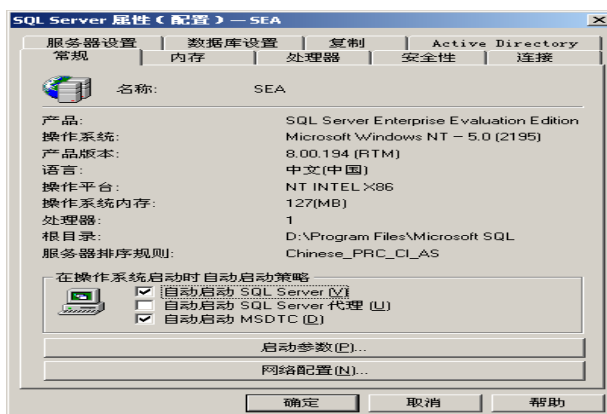 SQL Server 属性（配置）— SEA
服务器设置 数据库设置 复制 Active Directory
常规 内存 处理器 安全性 连接
名称: SEA
产品: SQL Server Enterprise Evaluation Edition
操作系统: Microsoft Windows NT — 5.0 (2195)
产品版本: 8.00.194 (RTM)
语言: 中文(中国)
操作平台: NT INTEL X86
操作系统内存: 127(MB)
处理器: 1
根目录: D:\Program Files\Microsoft SQL
服务器排序规则: Chinese_PRC_CI_AS
在操作系统启动时自动启动策略
自动启动 SQL Server (V)
自动启动 SQL Server 代理 (U)
自动启动 MSDTC (D)
启动参数(P)...
网络配置(N)...
确定 取消 帮助